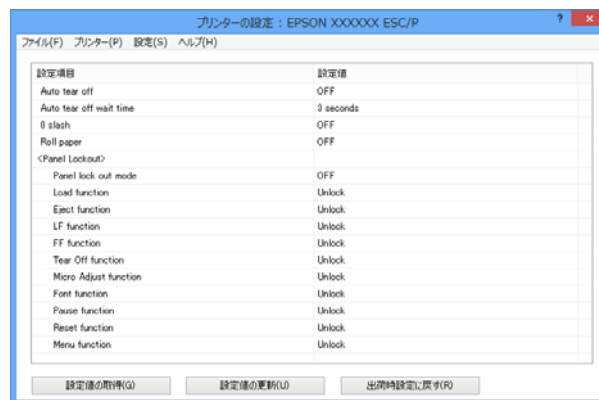 プリンターの設定 : EPSON XXXXXX ESC/P ? ×
ファイル(F) プリンター(P) 設定(S) ヘルプ(H)
設定項目 設定値
Auto tear off OFF
Auto tear off wait time 3 seconds
0 slash OFF
Roll paper OFF
<Panel Lockout>
Panel lock out mode OFF
Load function Unlock
Eject function Unlock
LF function Unlock
FF function Unlock
Tear Off function Unlock
Micro Adjust function Unlock
Font function Unlock
Pause function Unlock
Reset function Unlock
Menu function Unlock
設定値の取得(G) 設定値の更新(U) 出荷時設定に戻す(R)